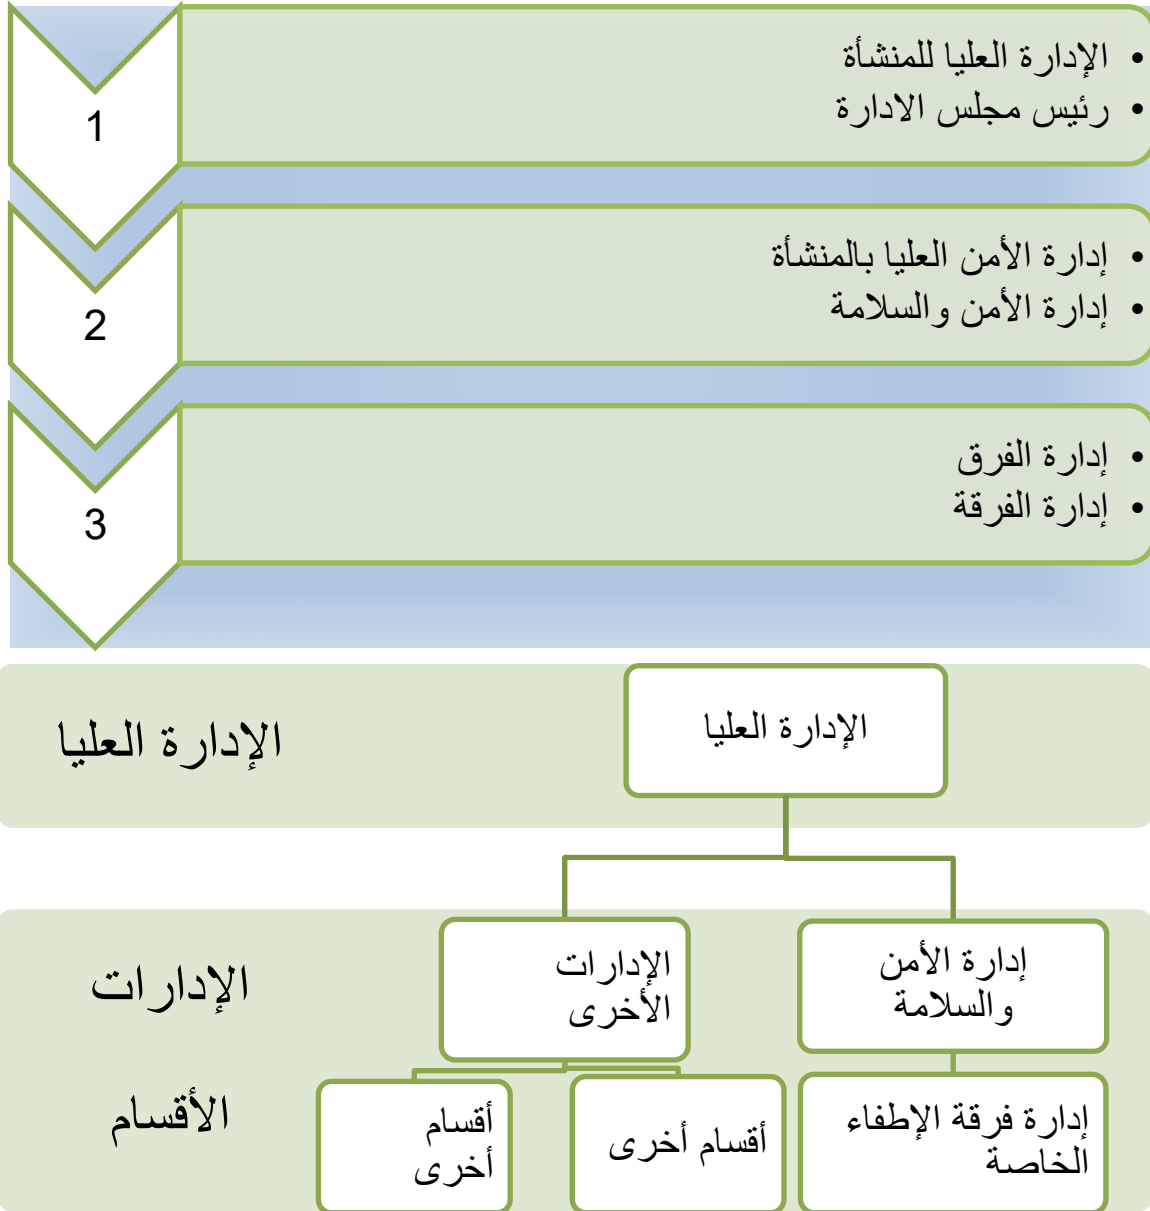 1
• الإدارة العليا للمنشأة
• رئيس مجلس الادارة
2
• إدارة الأمن العليا بالمنشأة
• إدارة الأمن والسلامة
3
• إدارة الفرق
• إدارة الفرقة
الإدارة العليا
الإدارة العليا
إدارة الأمن
والسلامة
الإدارات
الأخرى
الإدارات
إدارة فرقة الإطفاء
الخاصة
أقسام أخرى
أقسام
أخرى
الأقسام